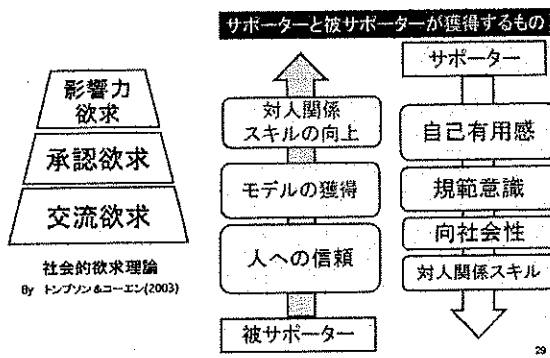 サポーターと被サポーターが獲得するもの
影響力
欲求
承認欲求
交流欲求
社会的欲求理論
By トンプソン&コーエン(2003)
対人関係
スキルの向上
モデルの獲得
人への信頼
被サポーター
サポーター
自己有用感
規範意識
向社会性
対人関係スキル
29